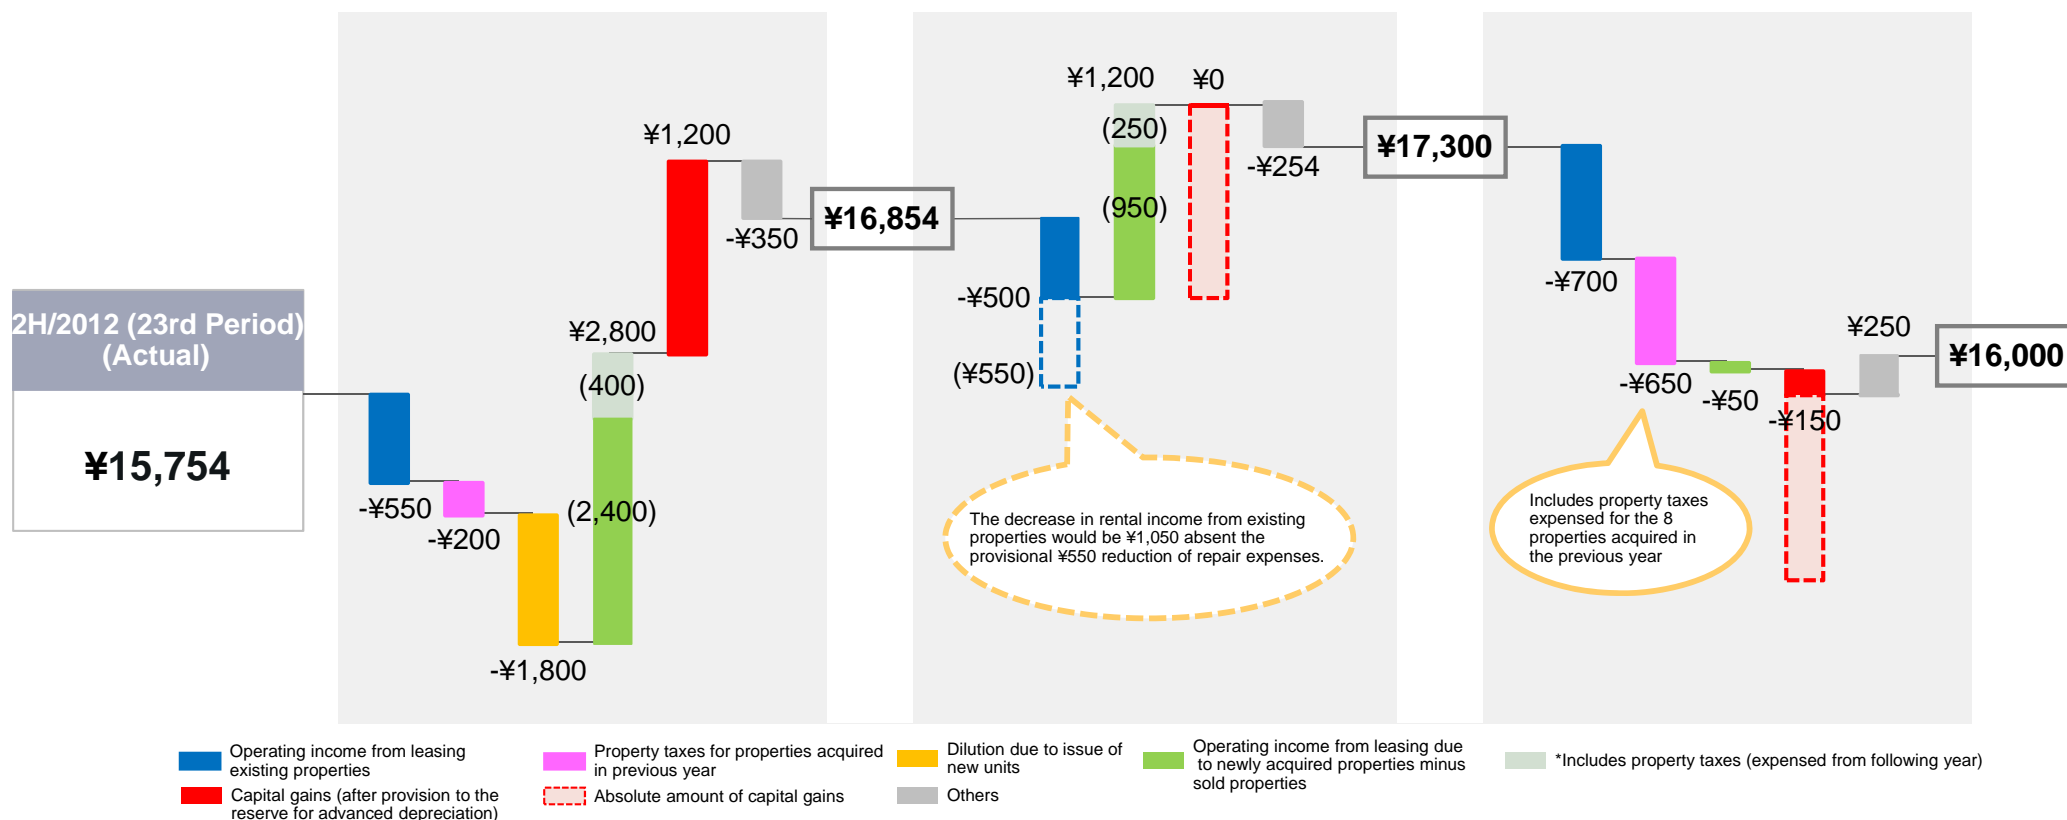 2H/2012 (23rd Period)
(Actual)
¥15,754
-¥550
-¥200
-¥1,800
¥2,800
(400)
(2,400)
¥1,200
-¥350
¥16,854
-¥500
(¥550)
¥1,200
(250)
(950)
¥0
-¥254
The decrease in rental income from existing
properties would be ¥1,050 absent the
provisional ¥550 reduction of repair expenses.
¥17,300
-¥700
-¥650
-¥50
-¥150
¥250
Includes property taxes
expensed for the 8
properties acquired in
the previous year
¥16,000
Operating income from leasing
existing properties
Property taxes for properties acquired
in previous year
Dilution due to issue of
new units
Operating income from leasing due
to newly acquired properties minus
sold properties
*Includes property taxes (expensed from following year)
Capital gains (after provision to the
reserve for advanced depreciation)
Absolute amount of capital gains
Others